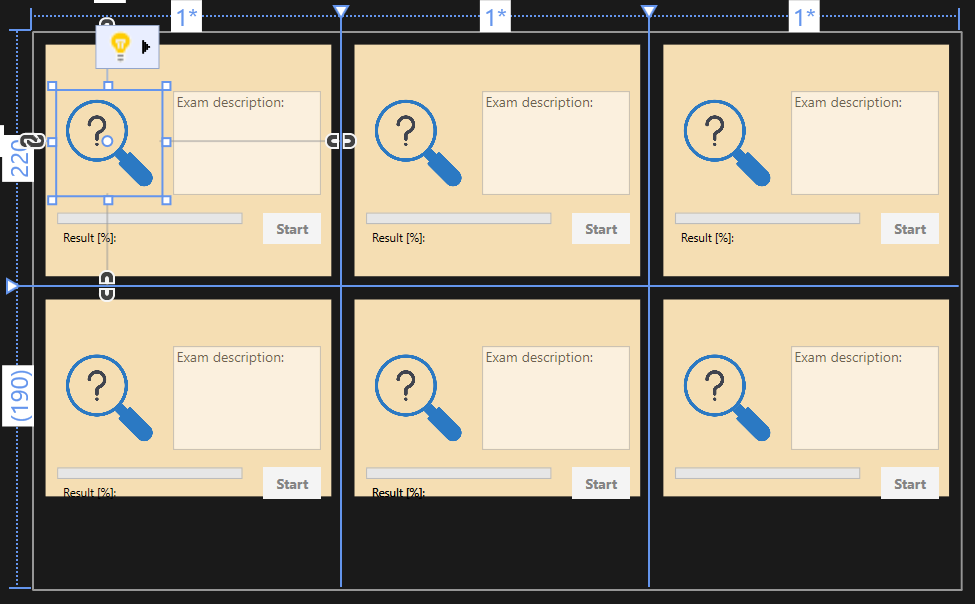 1* 1* 1*
220
Exam description: Exam description: Exam description:
? ? ?
Start Start Start
Result [%]: Result [%]: Result [%]:
(190)
Exam description: Exam description: Exam description:
? ? ?
Start Start Start
Result [%]: Result [%]: